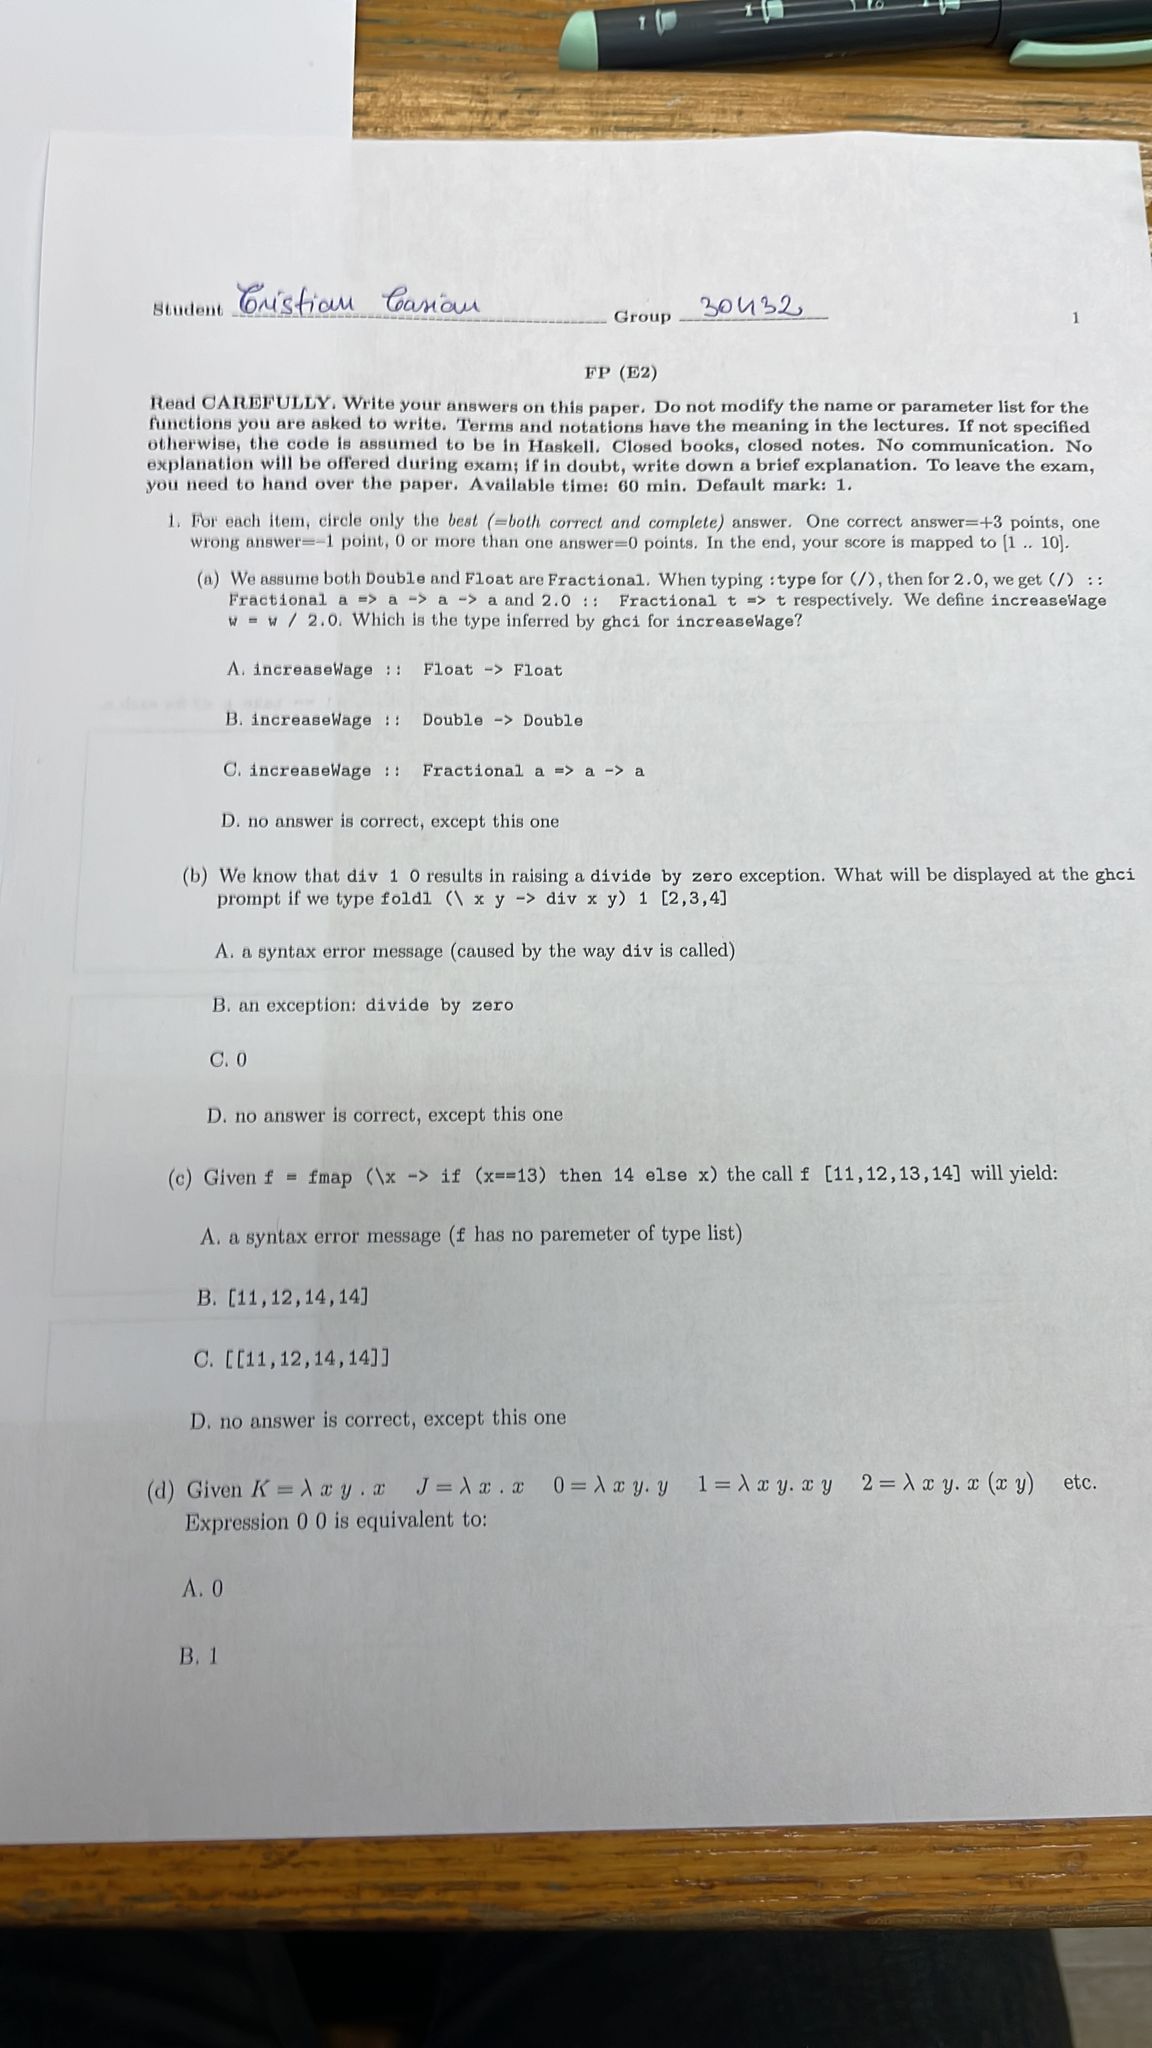 Student Cristian Casian Group 30432 1
FP (E2)
Read CAREFULLY. Write your answers on this paper. Do not modify the name or parameter list for the
functions you are asked to write. Terms and notations have the meaning in the lectures. If not specified
otherwise, the code is assumed to be in Haskell. Closed books, closed notes. No communication. No
explanation will be offered during exam; if in doubt, write down a brief explanation. To leave the exam,
you need to hand over the paper. Available time: 60 min. Default mark: 1.
1. For each item, circle only the best (=both correct and complete) answer. One correct answer=+3 points, one
wrong answer=-1 point, 0 or more than one answer=0 points. In the end, your score is mapped to [1 .. 10].
(a) We assume both Double and Float are Fractional. When typing :type for (/), then for 2.0, we get (/) ::
Fractional a => a -> a -> a and 2.0 :: Fractional t => t respectively. We define increaseWage
w = w / 2.0. Which is the type inferred by ghci for increaseWage?
A. increaseWage :: Float -> Float
B. increaseWage :: Double -> Double
C. increaseWage :: Fractional a => a -> a
D. no answer is correct, except this one
(b) We know that div 1 0 results in raising a divide by zero exception. What will be displayed at the ghci
prompt if we type foldl (\ x y -> div x y) 1 [2,3,4]
A. a syntax error message (caused by the way div is called)
B. an exception: divide by zero
C. 0
D. no answer is correct, except this one
(c) Given f = fmap (\x -> if (x==13) then 14 else x) the call f [11,12,13,14] will yield:
A. a syntax error message (f has no paremeter of type list)
B. [11,12,14,14]
C. [[11,12,14,14]]
D. no answer is correct, except this one
(d) Given K = λ x y . x J = λ x . x 0 = λ x y. y 1 = λ x y. x y 2 = λ x y. x (x y) etc.
Expression 0 0 is equivalent to:
A. 0
B. 1